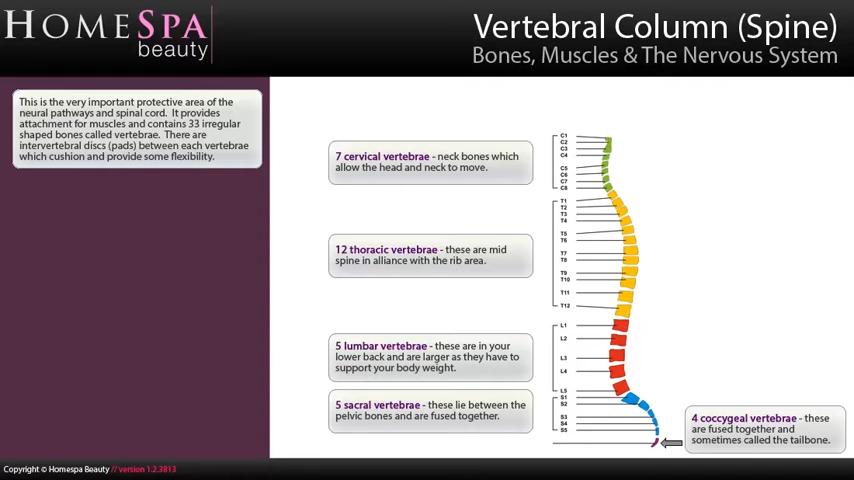 HOMESPA
beauty
Vertebral Column (Spine)
Bones, Muscles & The Nervous System
This is the very important protective area of the
neural pathways and spinal cord. It provides
attachment for muscles and contains 33 irregular
shaped bones called vertebrae. There are
intervertebral discs (pads) between each vertebrae
which cushion and provide some flexibility.
7 cervical vertebrae - neck bones which
allow the head and neck to move.
12 thoracic vertebrae - these are mid
spine in alliance with the rib area.
5 lumbar vertebrae - these are in your
lower back and are larger as they have to
support your body weight.
5 sacral vertebrae - these lie between the
pelvic bones and are fused together.
C1
C2
C3
C4
C5
C6
C7
C8
T1
T2
T3
T4
T5
T6
T7
T8
T9
T10
T11
T12
L1
L2
L3
L4
L5
S1
S2
S3
S4
S5
4 coccygeal vertebrae - these
are fused together and
sometimes called the tailbone.
Copyright © Homespa Beauty // version 1.2.3813